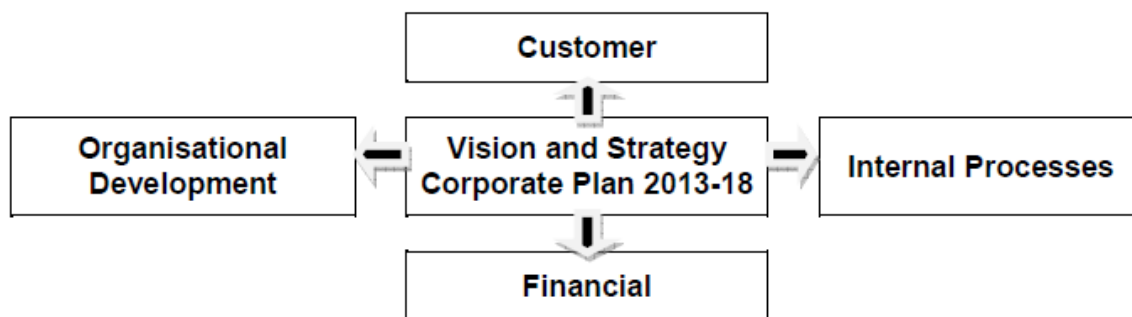 Customer
Organisational
Development
Vision and Strategy
Corporate Plan 2013-18
Internal Processes
Financial